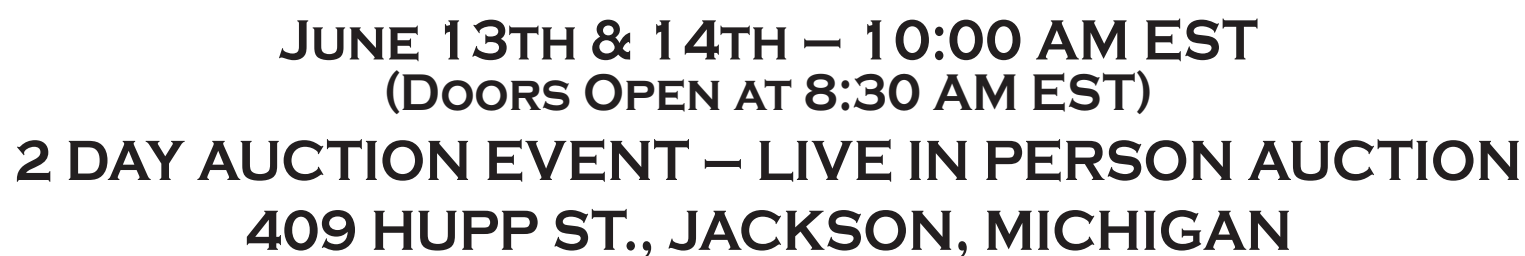 June 13th & 14th – 10:00 AM EST
(Doors Open at 8:30 AM EST)
2 DAY AUCTION EVENT – LIVE IN PERSON AUCTION
409 HUPP ST., JACKSON, MICHIGAN